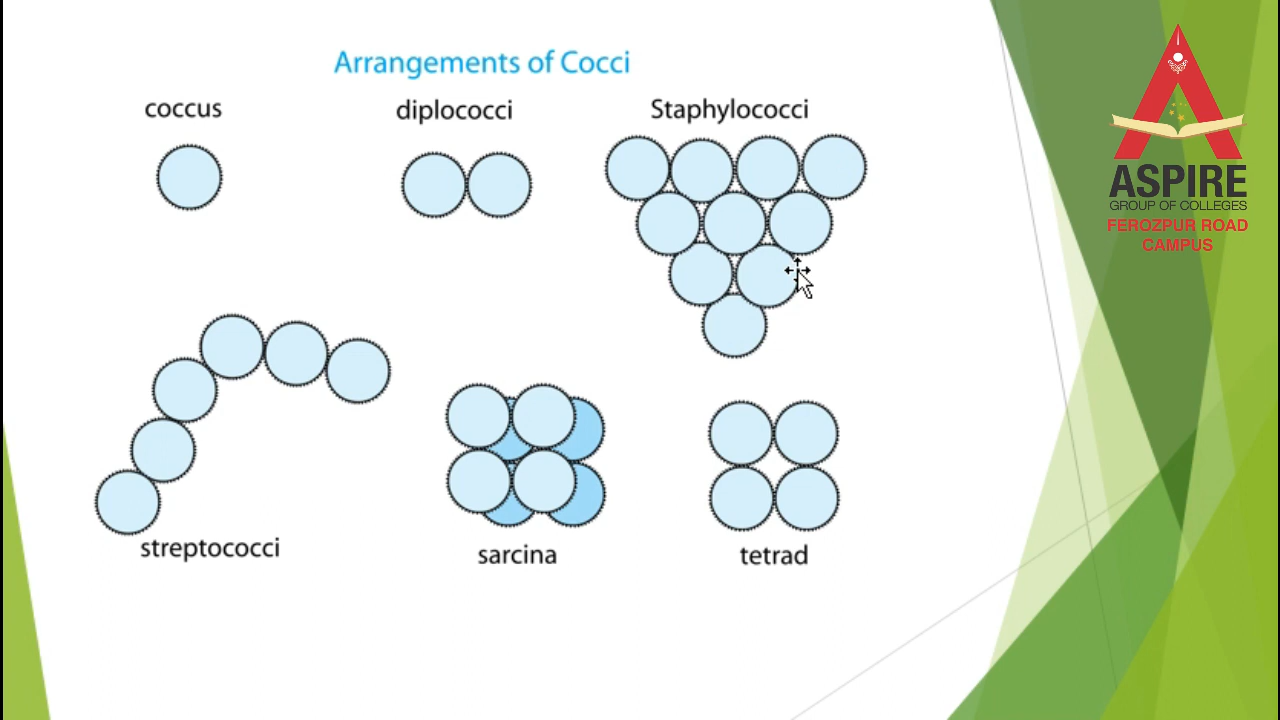 Arrangements of Cocci
coccus
diplococci
Staphylococci
streptococci
sarcina
tetrad
ASPIRE
GROUP OF COLLEGES
FEROZPUR ROAD
CAMPUS